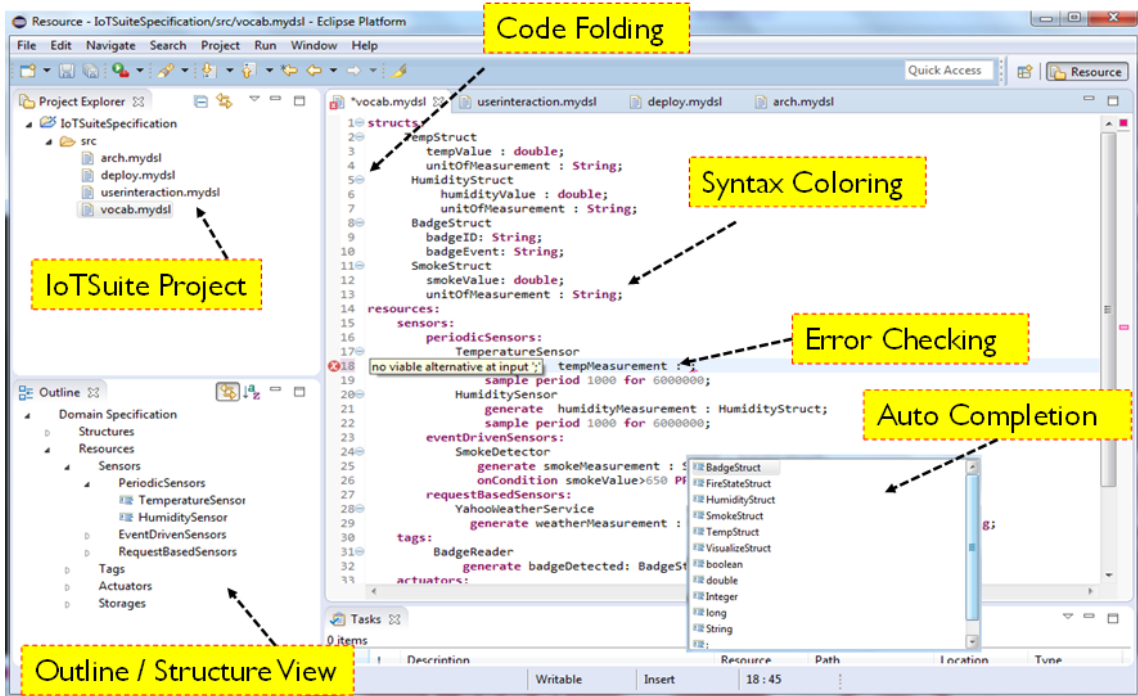 Resource - IoTSuiteSpecification/src/vocab.mydsl - Eclipse Platform
Code Folding
File Edit Navigate Search Project Run Window Help
Quick Access
Resource
Project Explorer
IoTSuiteSpecification
src
arch.mydsl
deploy.mydsl
userinteraction.mydsl
vocab.mydsl
IoTSuite Project
*vocab.mydsl userinteraction.mydsl deploy.mydsl arch.mydsl
1 structs:
2 TempStruct
3 tempValue : double;
4 unitOfMeasurement : String;
5 HumidityStruct
6 humidityValue : double;
7 unitOfMeasurement : String;
8 BadgeStruct
9 badgeID: String;
10 badgeEvent: String;
11 SmokeStruct
12 smokeValue: double;
13 unitOfMeasurement : String;
14 resources:
15 sensors:
16 periodicSensors:
17 TemperatureSensor
18 no viable alternative at input ';' tempMeasurement : ;
19 sample period 1000 for 6000000;
20 HumiditySensor
21 generate humidityMeasurement : HumidityStruct;
22 sample period 1000 for 6000000;
23 eventDrivenSensors:
24 SmokeDetector
25 generate smokeMeasurement : S
26 onCondition smokeValue>650 PR
27 requestBasedSensors:
28 YahooWeatherService
29 generate weatherMeasurement : g;
30 tags:
31 BadgeReader
32 generate badgeDetected: BadgeSt
33 actuators:
Syntax Coloring
Error Checking
Auto Completion
BadgeStruct
FireStateStruct
HumidityStruct
SmokeStruct
TempStruct
VisualizeStruct
boolean
double
Integer
long
String
:
Outline
Domain Specification
Structures
Resources
Sensors
PeriodicSensors
TemperatureSensor
HumiditySensor
EventDrivenSensors
RequestBasedSensors
Tags
Actuators
Storages
Outline / Structure View
Tasks
0 items
! Description Resource Path Location Type
Writable Insert 18 : 45